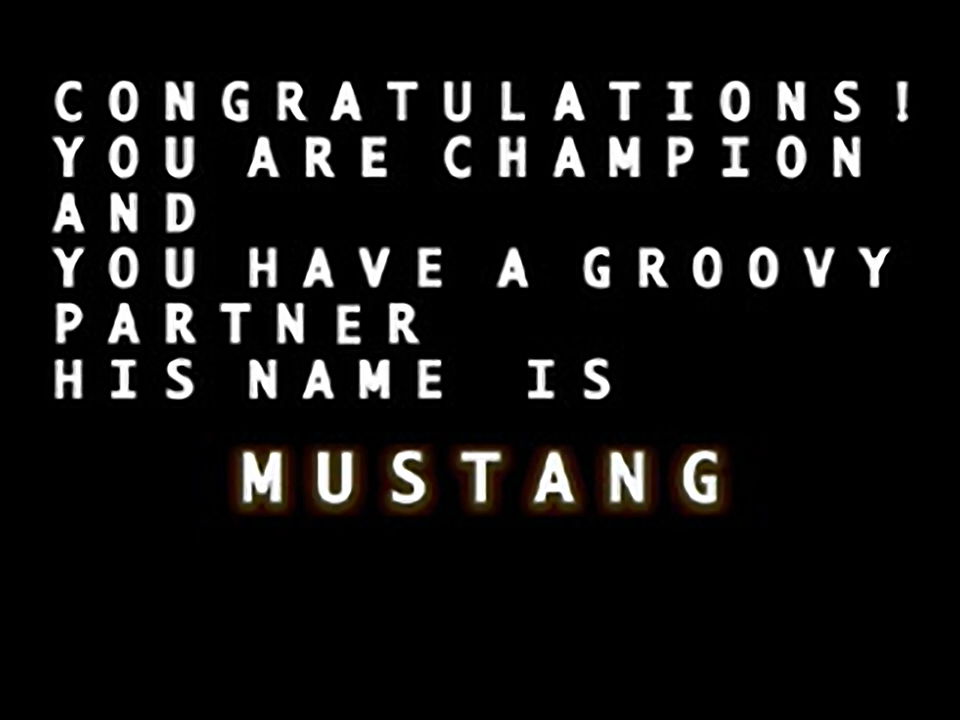 CONGRATULATIONS!
YOU ARE CHAMPION
AND
YOU HAVE A GROOVY
PARTNER
HIS NAME IS
MUSTANG